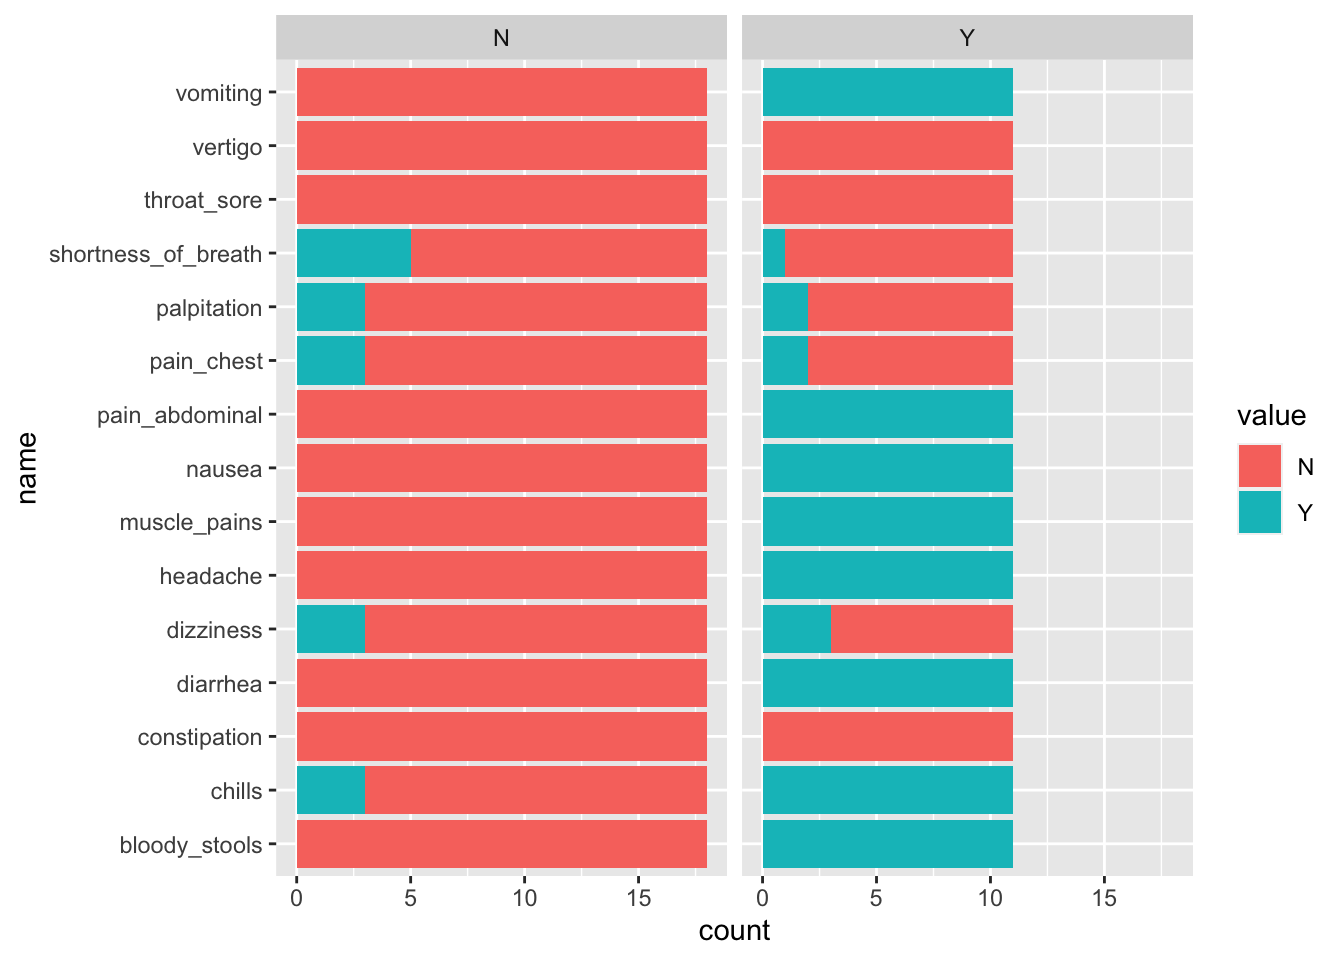 N Y
vomiting
vertigo
throat_sore
shortness_of_breath
palpitation
pain_chest
pain_abdominal
nausea
muscle_pains
headache
dizziness
diarrhea
constipation
chills
bloody_stools
name
0 5 10 15 0 5 10 15
count
value
N
Y